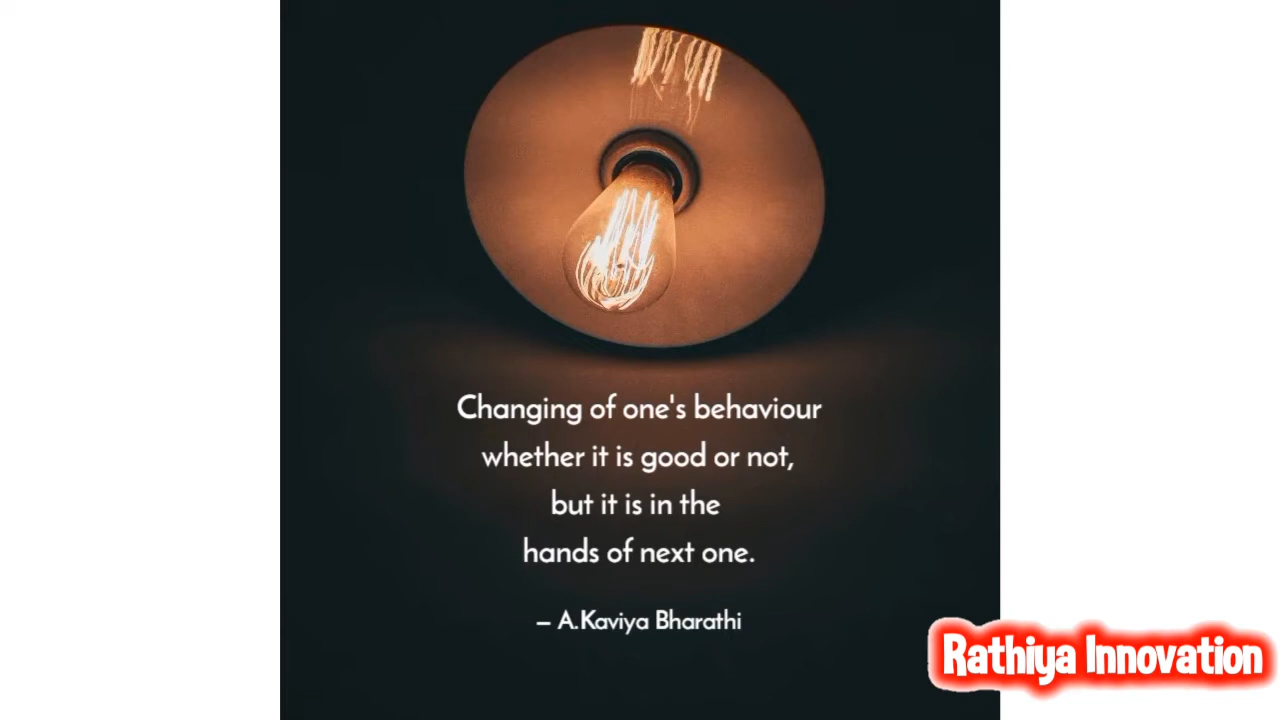 Changing of one's behaviour
whether it is good or not,
but it is in the
hands of next one.
– A.Kaviya Bharathi
Rathiya Innovation